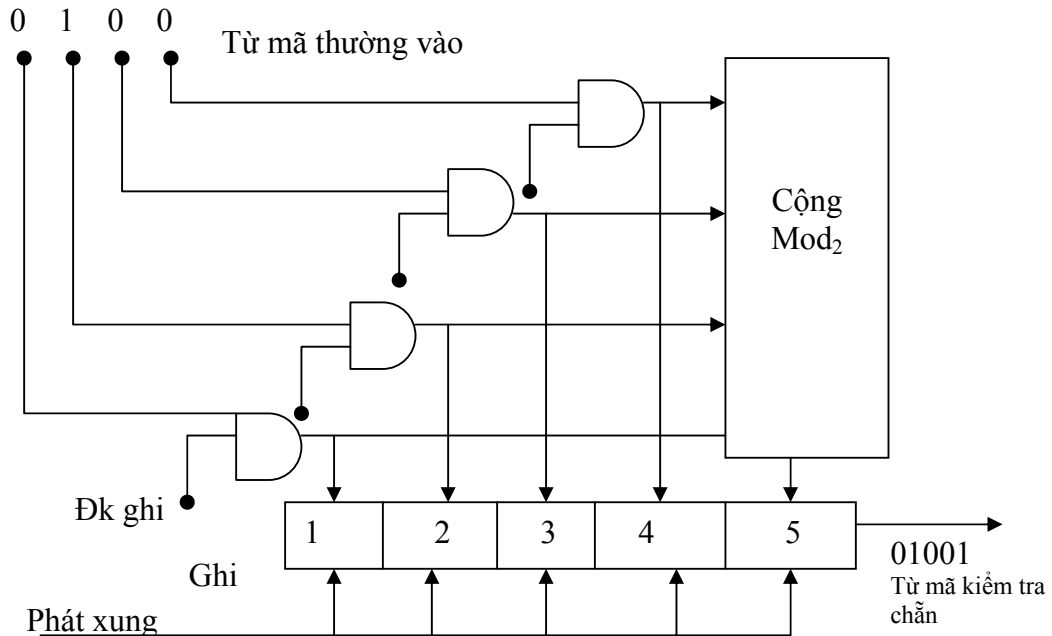 0 1 0 0
Từ mã thường vào
Cộng
Mod₂
Đk ghi
1 2 3 4 5
Ghi
01001
Từ mã kiểm tra
chẵn
Phát xung